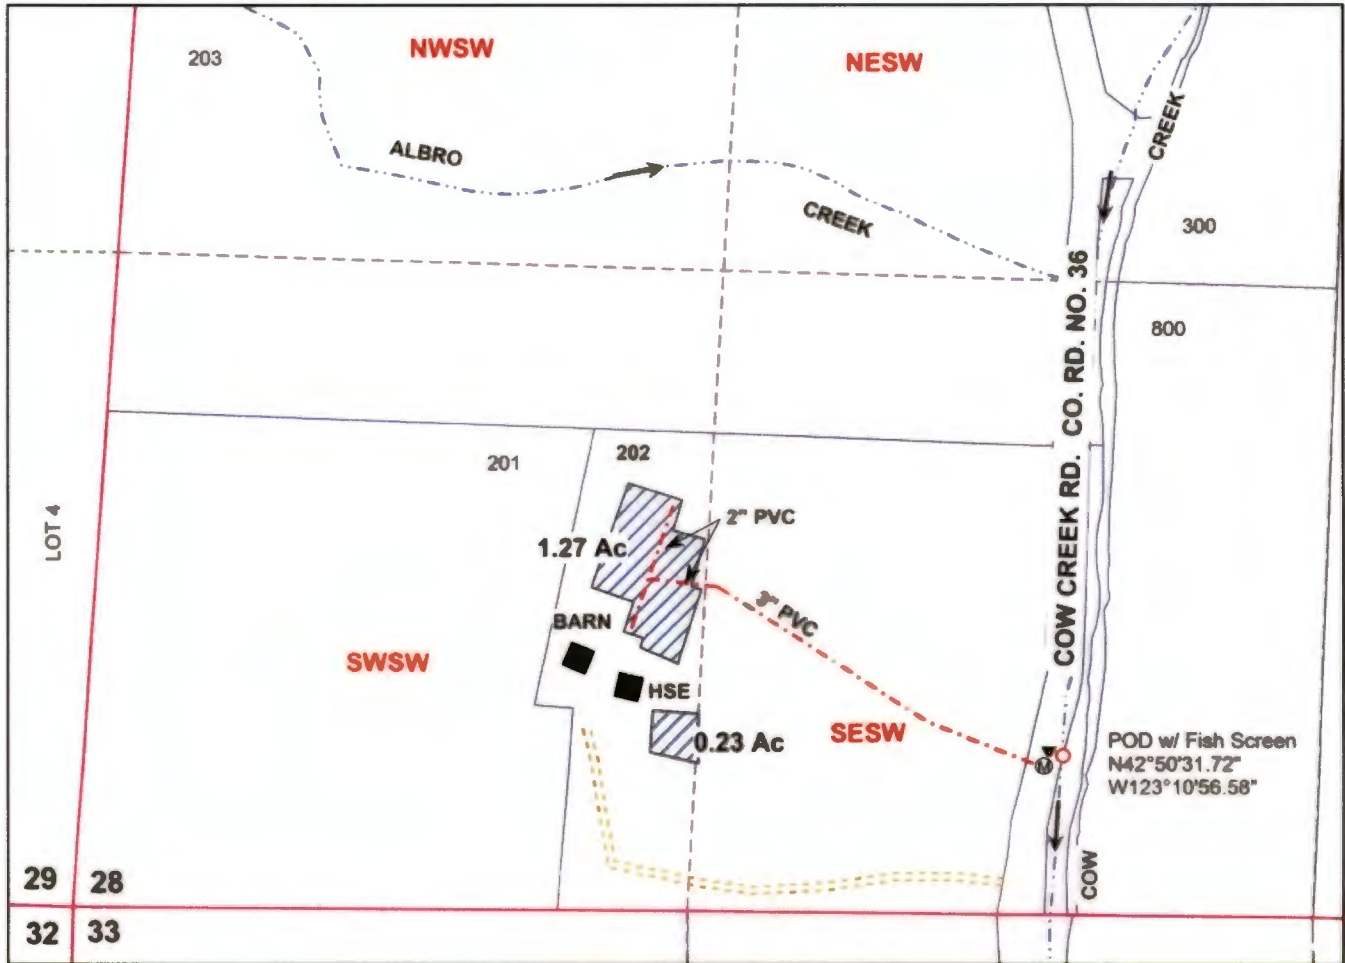 203
NWSW
NESW
ALBRO
CREEK
CREEK
300
800
COW CREEK RD. CO. RD. NO. 36
201
202
LOT 4
2" PVC
1.27 Ac
3" PVC
BARN
SWSW
HSE
0.23 Ac
SESW
M
POD w/ Fish Screen
N42°50'31.72"
W123°10'56.58"
COW
29 28
32 33